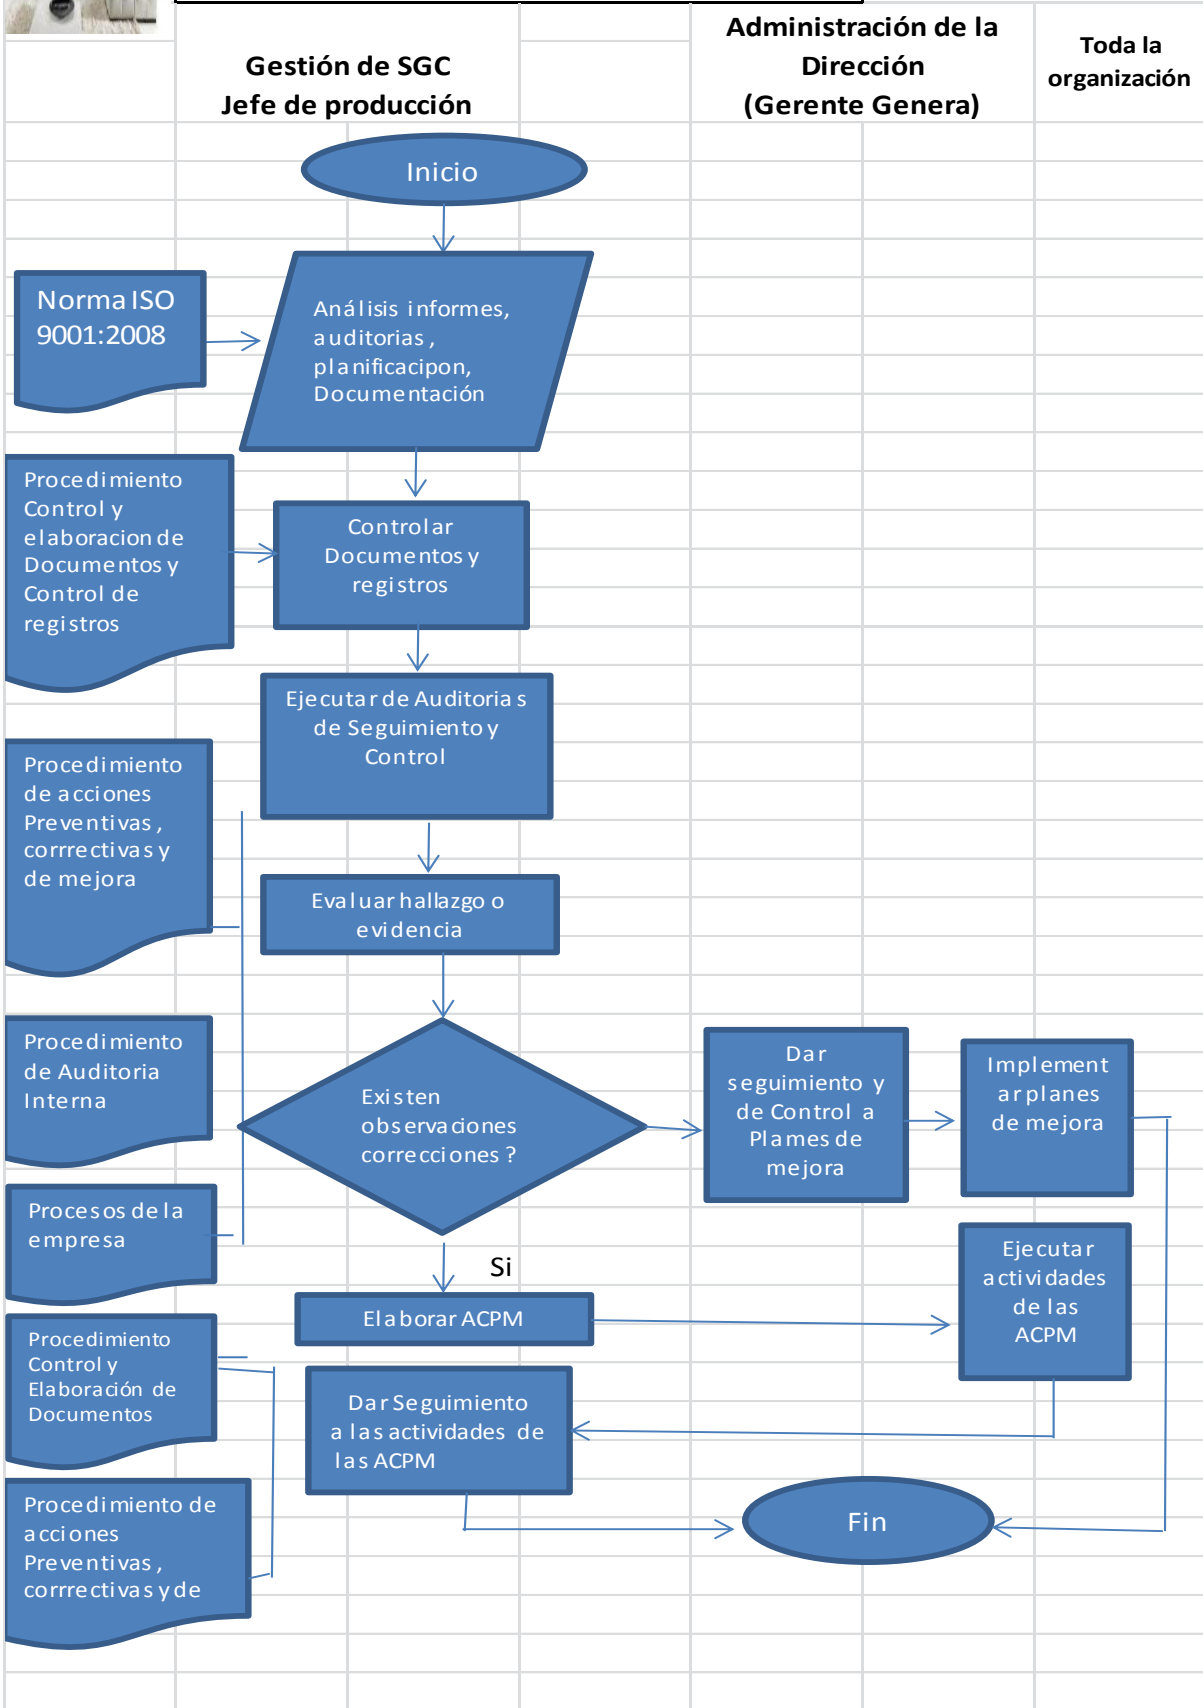 Gestión de SGC
Jefe de producción
Administración de la
Dirección
(Gerente Genera)
Toda la
organización
Inicio
Norma ISO
9001:2008
Análisis informes,
auditorias,
planificacipon,
Documentación
Procedimiento
Control y
elaboracion de
Documentos y
Control de
registros
Controlar
Documentos y
registros
Ejecutar de Auditorias
de Seguimiento y
Control
Procedimiento
de acciones
Preventivas,
corrrectivas y
de mejora
Evaluar hallazgo o
evidencia
Procedimiento
de Auditoria
Interna
Existen
observaciones
correcciones?
Dar
seguimiento y
de Control a
Plames de
mejora
Implement
ar planes
de mejora
Procesos de la
empresa
Si
Elaborar ACPM
Ejecutar
actividades
de las
ACPM
Procedimiento
Control y
Elaboración de
Documentos
Dar Seguimiento
a las actividades de
las ACPM
Procedimiento de
acciones
Preventivas,
corrrectivas y de
Fin